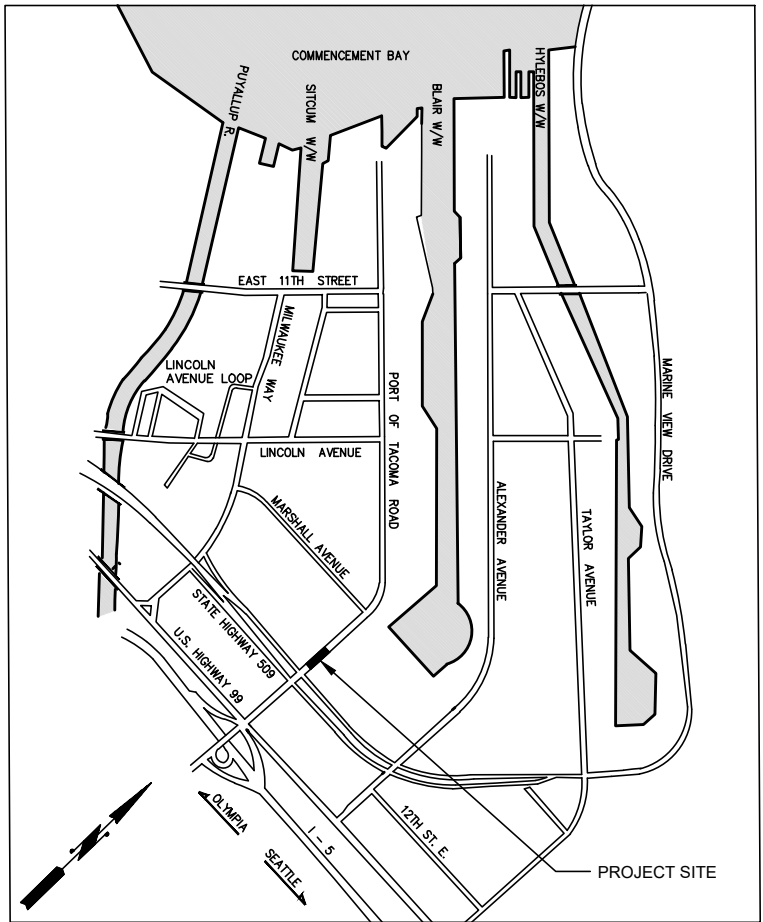 COMMENCEMENT BAY
PUYALLUP R.
SITCUM W/W
BLAIR W/W
HYLEBOS W/W
EAST 11TH STREET
MILWAUKEE WAY
LINCOLN
AVENUE LOOP
PORT OF TACOMA ROAD
MARINE VIEW DRIVE
LINCOLN AVENUE
MARSHALL AVENUE
ALEXANDER AVENUE
TAYLOR AVENUE
STATE HIGHWAY 509
U.S. HIGHWAY 99
OLYMPIA
I - 5
12TH ST. E.
SEATTLE
PROJECT SITE